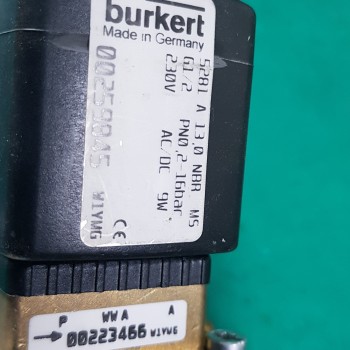 burkert
Made in Germany
5281 A 13,0 NBR MS
G1/2 PN0,2-16bar
230V AC/DC 9W
00259845 W1YMG
CE
P WWA A
00223466 W1YMG